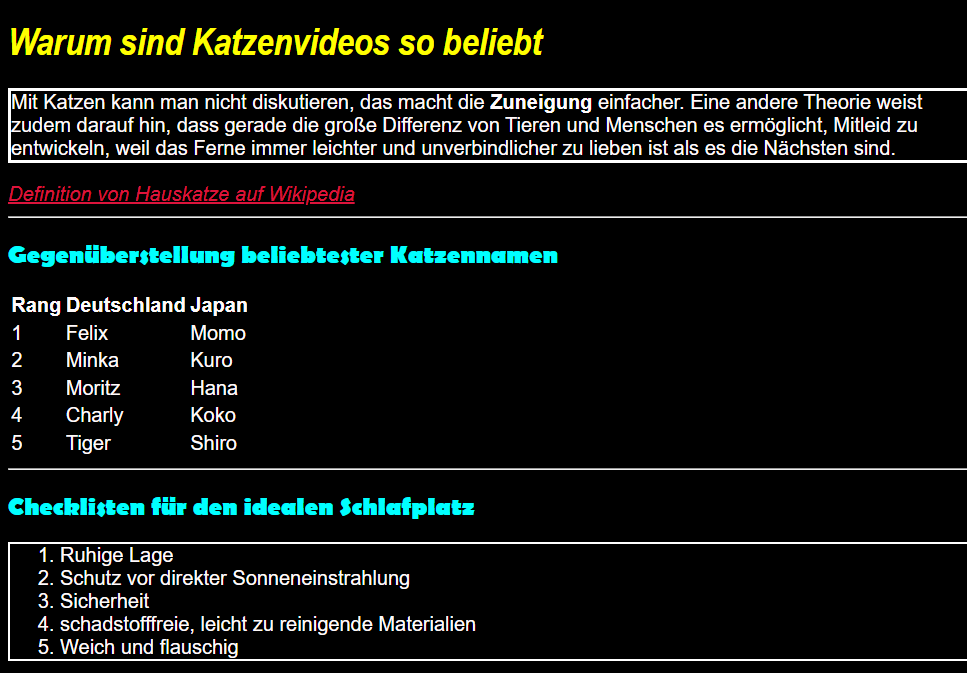 Warum sind Katzenvideos so beliebt
Mit Katzen kann man nicht diskutieren, das macht die Zuneigung einfacher. Eine andere Theorie weist
zudem darauf hin, dass gerade die große Differenz von Tieren und Menschen es ermöglicht, Mitleid zu
entwickeln, weil das Ferne immer leichter und unverbindlicher zu lieben ist als es die Nächsten sind.
Definition von Hauskatze auf Wikipedia
Gegenüberstellung beliebtester Katzennamen
Rang Deutschland Japan
1 Felix Momo
2 Minka Kuro
3 Moritz Hana
4 Charly Koko
5 Tiger Shiro
Checklisten für den idealen Schlafplatz
1. Ruhige Lage
2. Schutz vor direkter Sonneneinstrahlung
3. Sicherheit
4. schadstofffreie, leicht zu reinigende Materialien
5. Weich und flauschig